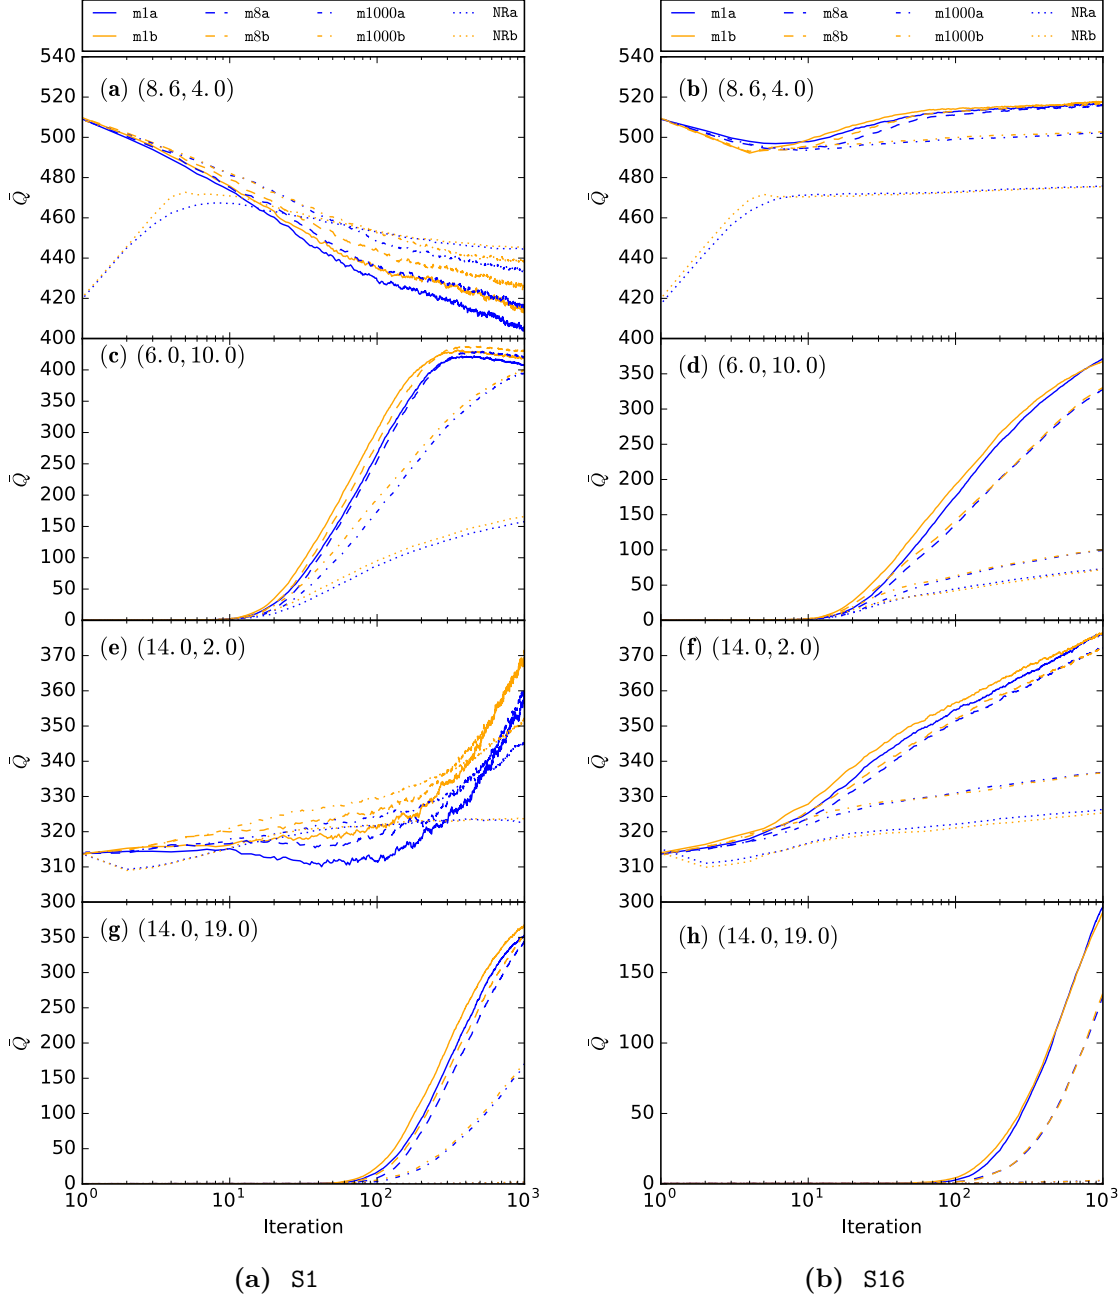 m1a m8a m1000a NRa
m1b m8b m1000b NRb
m1a m8a m1000a NRa
m1b m8b m1000b NRb
(a) (8.6, 4.0)
540
520
500
480
460
440
420
400
Q̄
(b) (8.6, 4.0)
540
520
500
480
460
440
420
400
Q̄
(c) (6.0, 10.0)
400
350
300
250
200
150
100
50
0
Q̄
(d) (6.0, 10.0)
350
300
250
200
150
100
50
0
Q̄
(e) (14.0, 2.0)
370
360
350
340
330
320
310
300
Q̄
(f) (14.0, 2.0)
370
360
350
340
330
320
310
300
Q̄
(g) (14.0, 19.0)
350
300
250
200
150
100
50
0
Q̄
10⁰ 10¹ 10² 10³
Iteration
(h) (14.0, 19.0)
150
100
50
0
Q̄
10⁰ 10¹ 10² 10³
Iteration
(a) S1
(b) S16